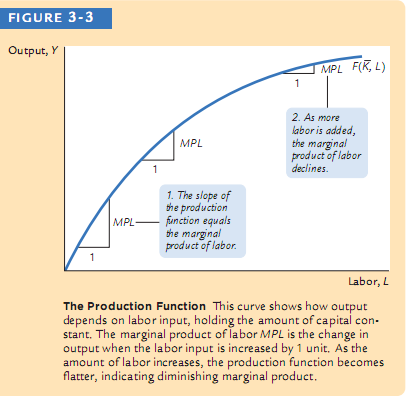 FIGURE 3-3
Output, Y
MPL F(K̄, L)
1
2. As more
labor is added,
the marginal
product of labor
declines.
MPL
1
1. The slope of
the production
function equals
the marginal
product of labor.
MPL
1
Labor, L
The Production Function This curve shows how output
depends on labor input, holding the amount of capital con-
stant. The marginal product of labor MPL is the change in
output when the labor input is increased by 1 unit. As the
amount of labor increases, the production function becomes
flatter, indicating diminishing marginal product.